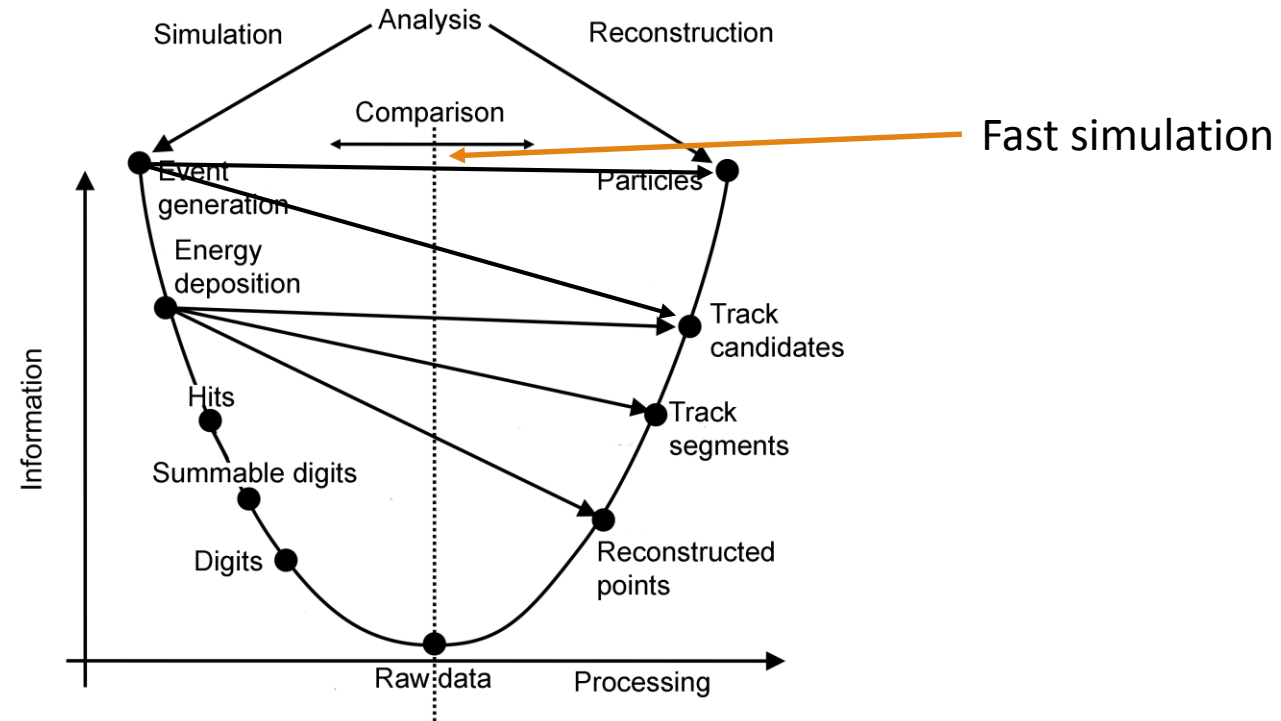 Simulation
Analysis
Reconstruction
Comparison
Fast simulation
Event
generation
Particles
Energy
deposition
Track
candidates
Hits
Track
segments
Summable digits
Digits
Reconstructed
points
Information
Raw data
Processing